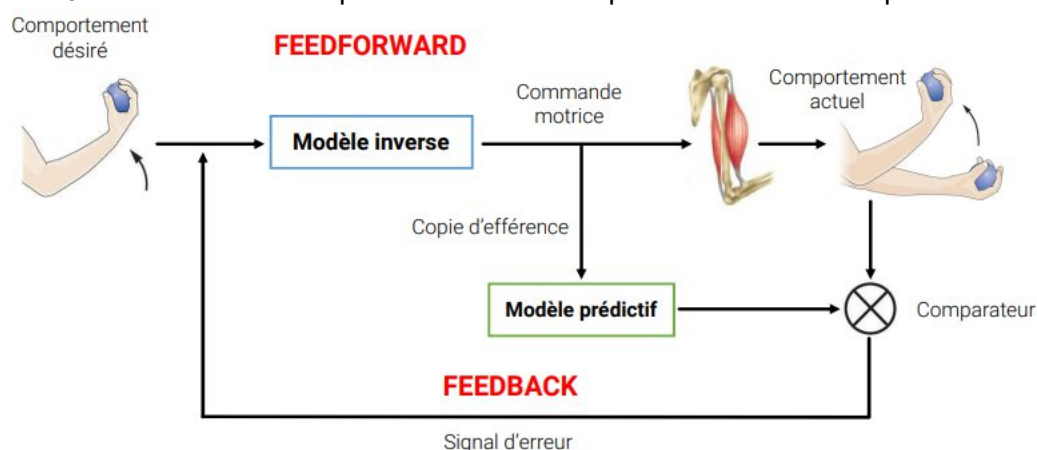 Comportement
désiré
FEEDFORWARD
Commande
motrice
Comportement
actuel
Modèle inverse
Copie d'efférence
Modèle prédictif
Comparateur
FEEDBACK
Signal d'erreur